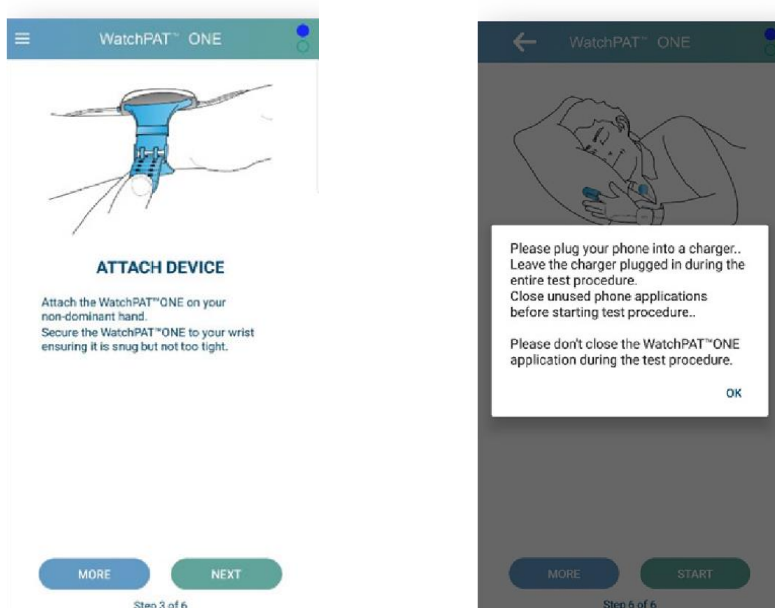 WatchPAT™ ONE
ATTACH DEVICE
Attach the WatchPAT™ONE on your
non-dominant hand.
Secure the WatchPAT™ONE to your wrist
ensuring it is snug but not too tight.
MORE
NEXT
Step 3 of 6
WatchPAT™ ONE
Please plug your phone into a charger..
Leave the charger plugged in during the
entire test procedure.
Close unused phone applications
before starting test procedure..
Please don't close the WatchPAT™ONE
application during the test procedure.
OK
MORE
START
Step 6 of 6